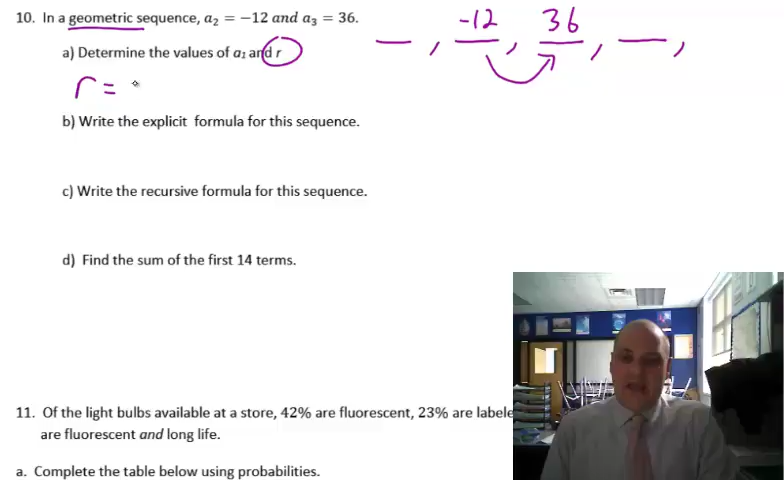 10. In a geometric sequence, a₂ = −12 and a₃ = 36.
__, -12, 36, __,
a) Determine the values of a₁ and r
r =
b) Write the explicit formula for this sequence.
c) Write the recursive formula for this sequence.
d) Find the sum of the first 14 terms.
11. Of the light bulbs available at a store, 42% are fluorescent, 23% are labele
are fluorescent and long life.
a. Complete the table below using probabilities.